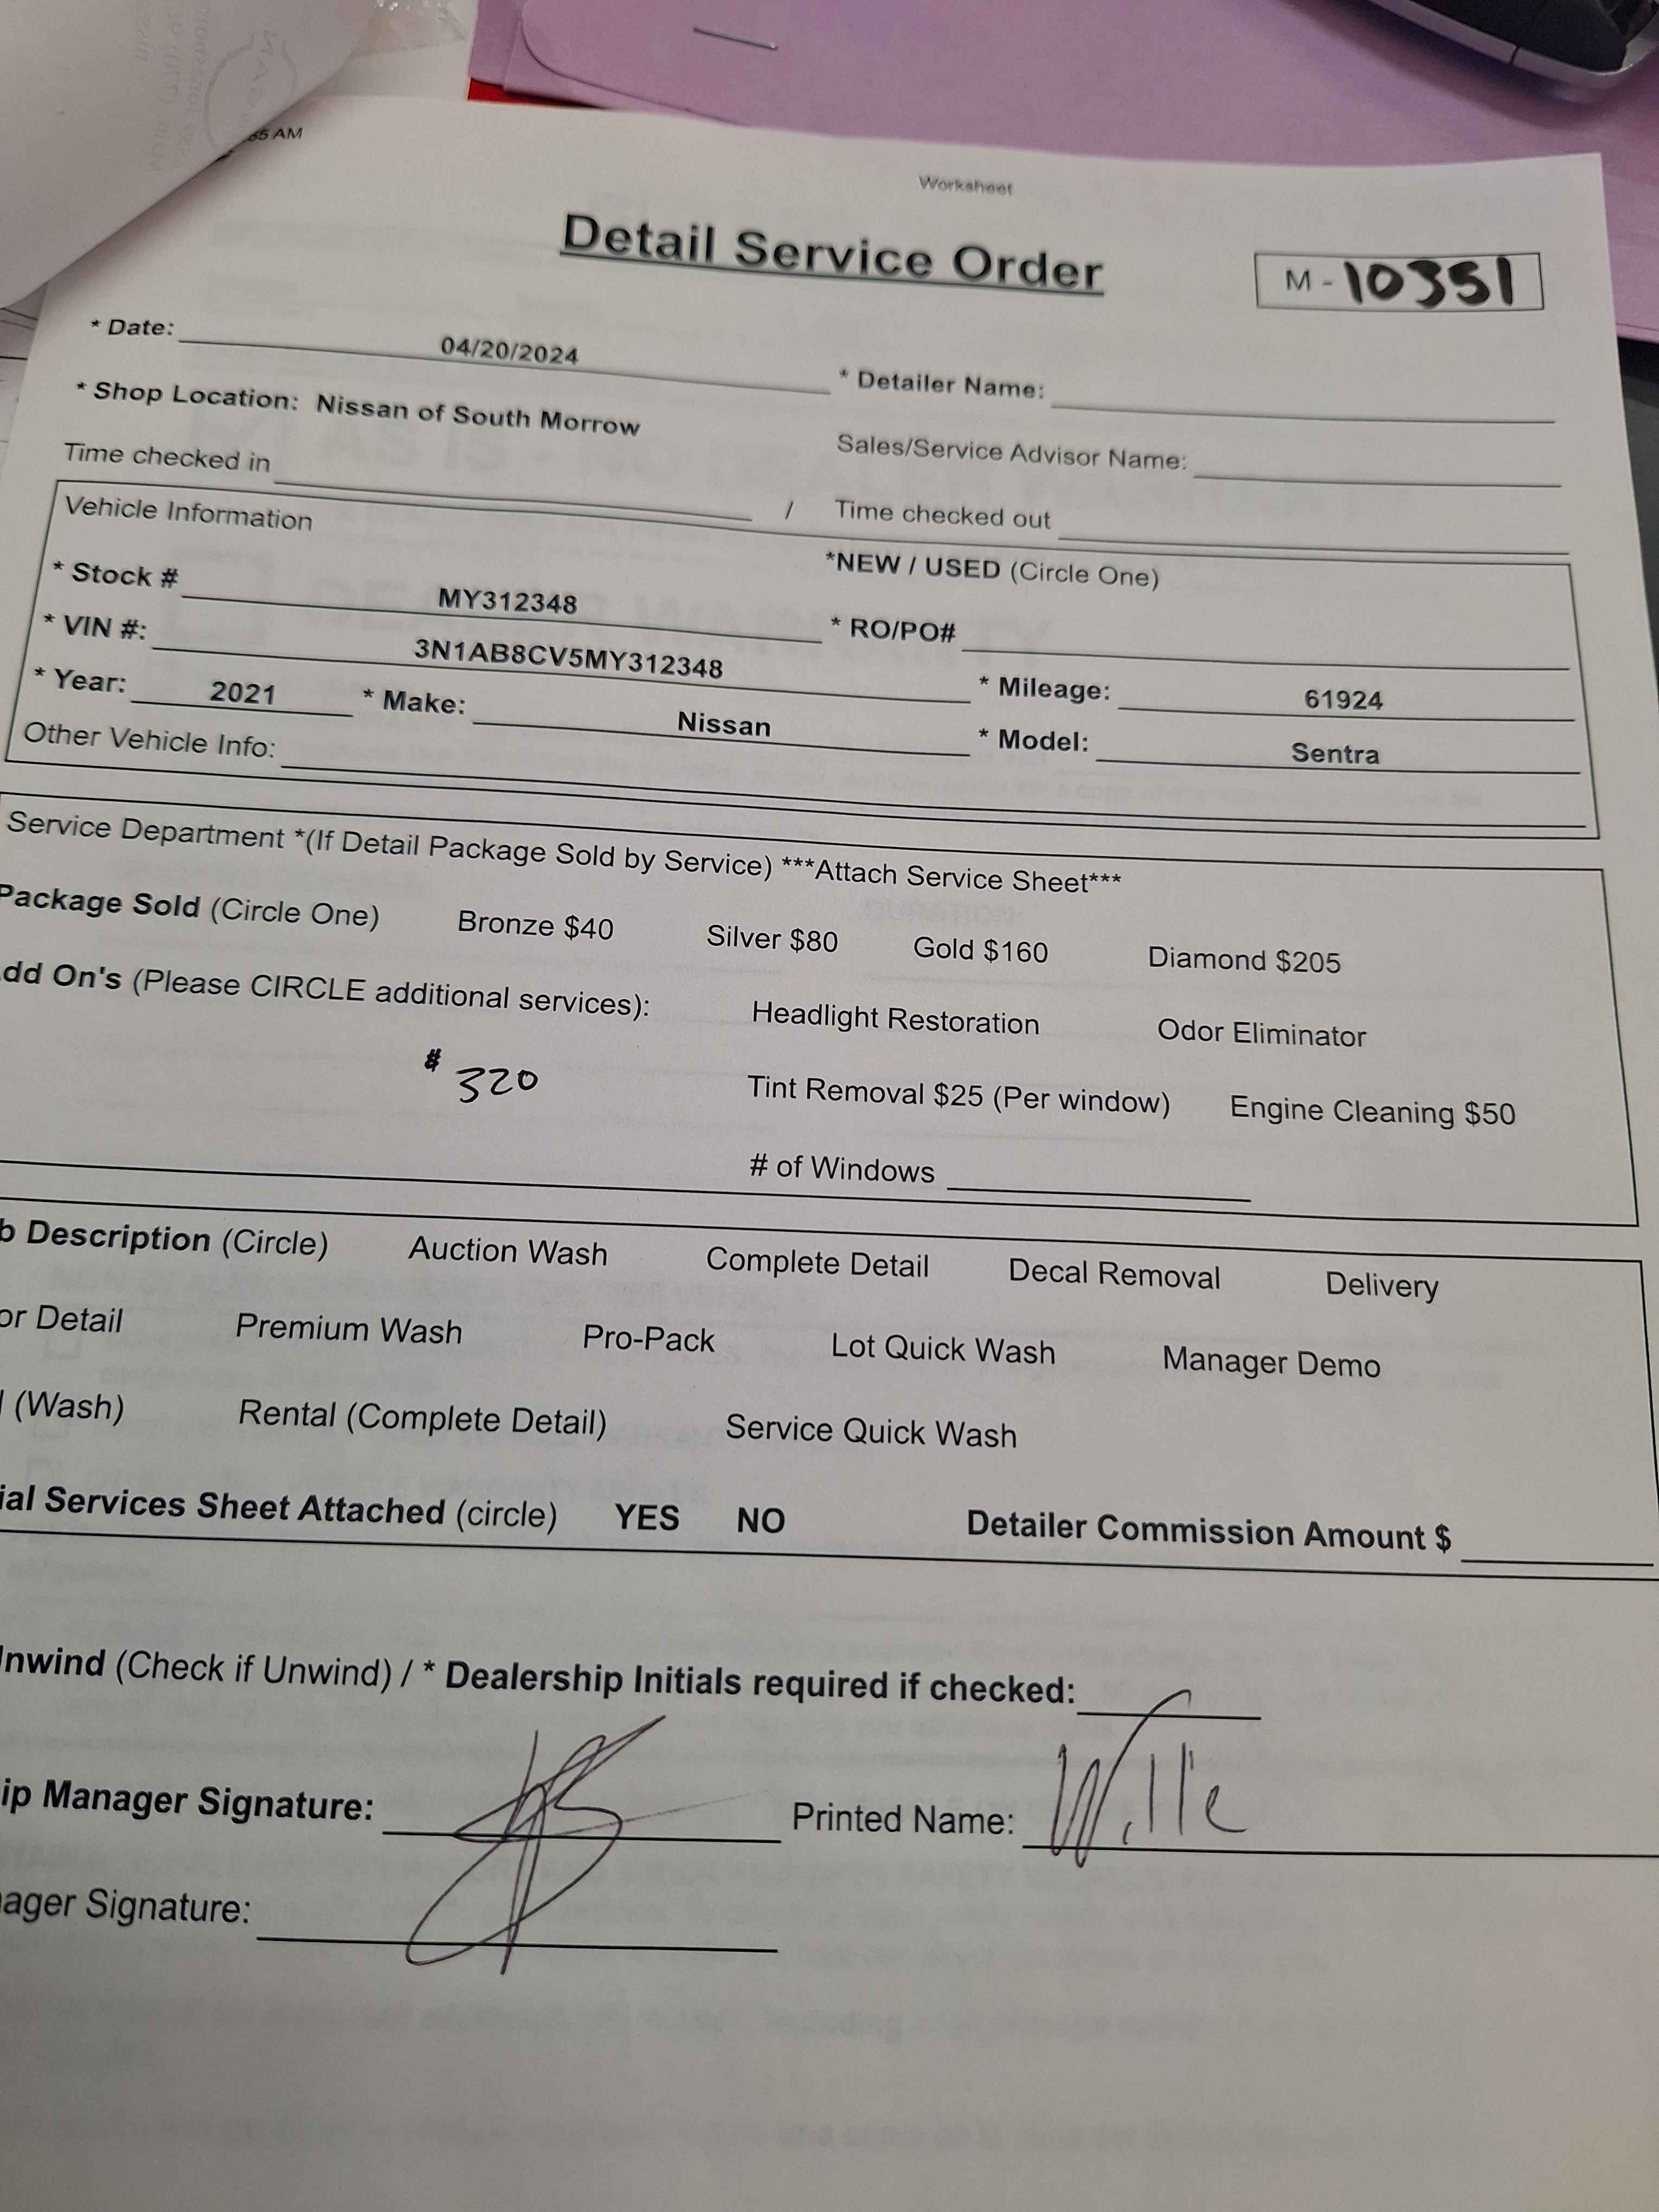 55 AM
Worksheet
Detail Service Order
M - 10351
* Date: 04/20/2024
* Detailer Name:
* Shop Location: Nissan of South Morrow
Sales/Service Advisor Name:
Time checked in / Time checked out
Vehicle Information
*NEW / USED (Circle One)
* Stock # MY312348 * RO/PO#
* VIN #: 3N1AB8CV5MY312348 * Mileage: 61924
* Year: 2021 * Make: Nissan * Model: Sentra
Other Vehicle Info:
Service Department *(If Detail Package Sold by Service) ***Attach Service Sheet***
Package Sold (Circle One) Bronze $40 Silver $80 Gold $160 Diamond $205
dd On's (Please CIRCLE additional services): Headlight Restoration Odor Eliminator
$ 320 Tint Removal $25 (Per window) Engine Cleaning $50
# of Windows
b Description (Circle) Auction Wash Complete Detail Decal Removal Delivery
or Detail Premium Wash Pro-Pack Lot Quick Wash Manager Demo
l (Wash) Rental (Complete Detail) Service Quick Wash
ial Services Sheet Attached (circle) YES NO Detailer Commission Amount $
nwind (Check if Unwind) / * Dealership Initials required if checked:
ip Manager Signature: Printed Name: Willie
ager Signature: